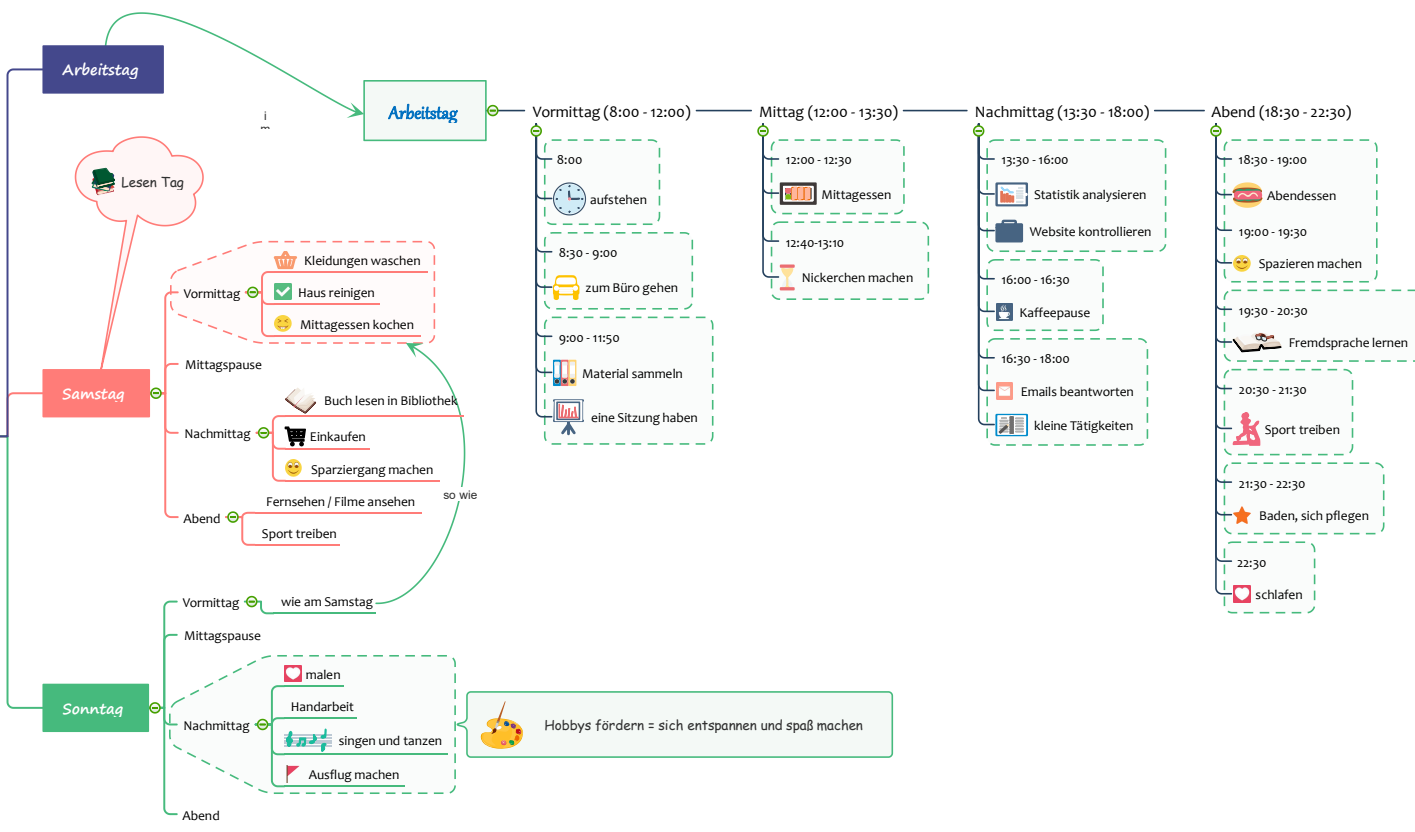 Arbeitstag
i
m
Arbeitstag
Vormittag (8:00 - 12:00)
8:00
aufstehen
8:30 - 9:00
zum Büro gehen
9:00 - 11:50
Material sammeln
eine Sitzung haben
Mittag (12:00 - 13:30)
12:00 - 12:30
Mittagessen
12:40-13:10
Nickerchen machen
Nachmittag (13:30 - 18:00)
13:30 - 16:00
Statistik analysieren
Website kontrollieren
16:00 - 16:30
Kaffeepause
16:30 - 18:00
Emails beantworten
kleine Tätigkeiten
Abend (18:30 - 22:30)
18:30 - 19:00
Abendessen
19:00 - 19:30
Spazieren machen
19:30 - 20:30
Fremdsprache lernen
20:30 - 21:30
Sport treiben
21:30 - 22:30
Baden, sich pflegen
22:30
schlafen
Lesen Tag
Samstag
Vormittag
Kleidungen waschen
Haus reinigen
Mittagessen kochen
Mittagspause
Nachmittag
Buch lesen in Bibliothek
Einkaufen
Sparziergang machen
Abend
Fernsehen / Filme ansehen
Sport treiben
so wie
Sonntag
Vormittag
wie am Samstag
Mittagspause
Nachmittag
malen
Handarbeit
singen und tanzen
Ausflug machen
Hobbys fördern = sich entspannen und spaß machen
Abend